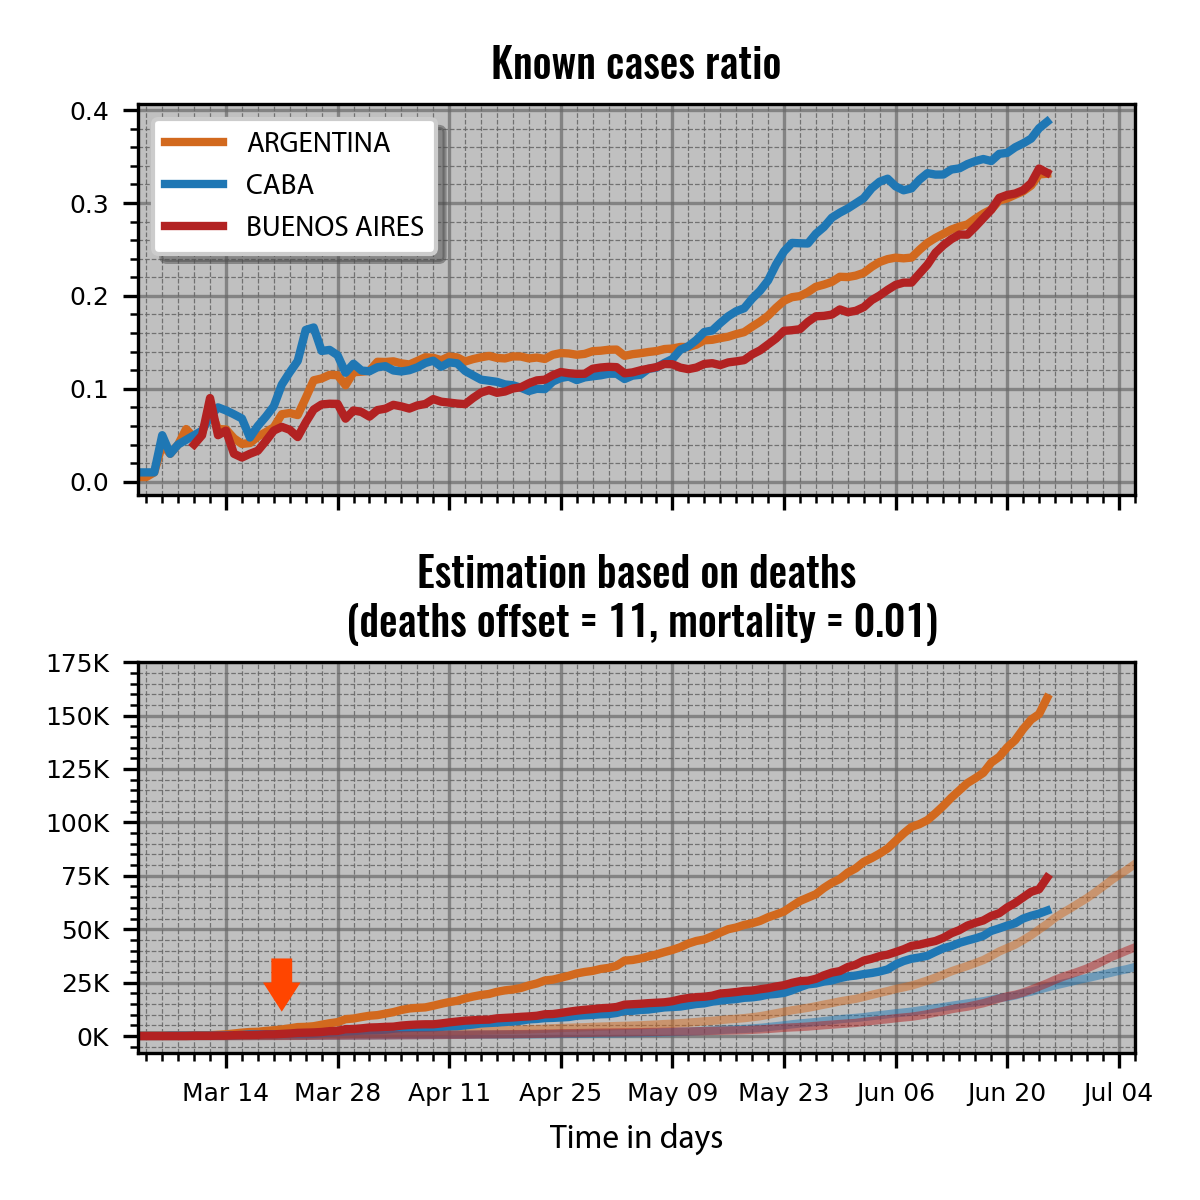 Known cases ratio
0.4
0.3
0.2
0.1
0.0
ARGENTINA
CABA
BUENOS AIRES
Estimation based on deaths
(deaths offset = 11, mortality = 0.01)
175K
150K
125K
100K
75K
50K
25K
0K
Mar 14 Mar 28 Apr 11 Apr 25 May 09 May 23 Jun 06 Jun 20 Jul 04
Time in days